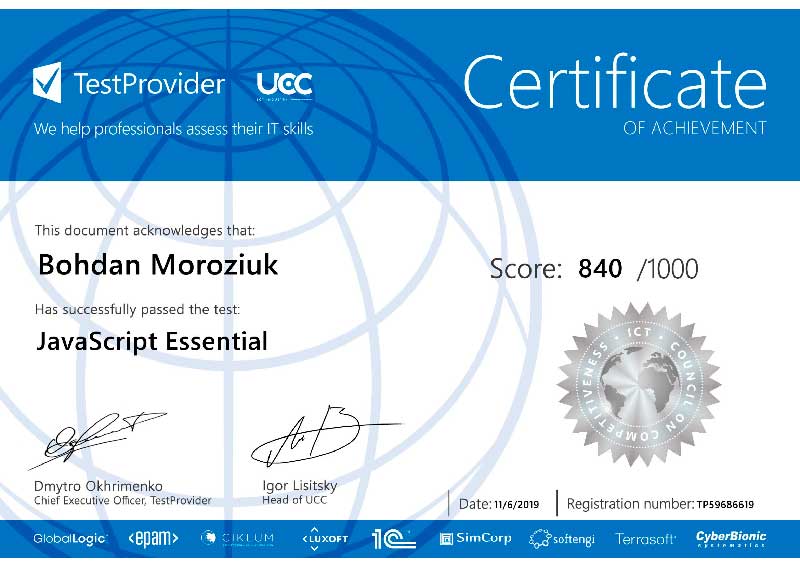 TestProvider
UCC
Certificate
We help professionals assess their IT skills
OF ACHIEVEMENT
This document acknowledges that:
Bohdan Moroziuk
Score: 840 /1000
Has successfully passed the test:
JavaScript Essential
ICT • COUNCIL ON COMPETITIVENESS •
Dmytro Okhrimenko
Chief Executive Officer, TestProvider
Igor Lisitsky
Head of UCC
Date: 11/6/2019
Registration number: TP59686619
GlobalLogic
<epam>
CIKLUM
LUXOFT
1C
SimCorp
softengi
Terrasoft
CyberBionic
systematics